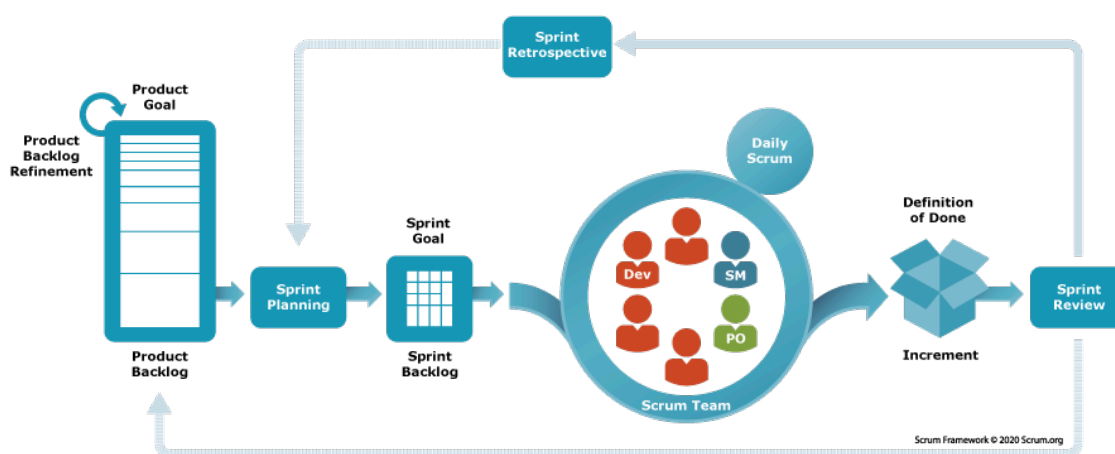 Sprint
Retrospective
Product
Goal
Product
Backlog
Refinement
Daily
Scrum
Definition
of Done
Sprint
Goal
Dev
SM
Sprint
Planning
Sprint
Review
PO
Product
Backlog
Sprint
Backlog
Increment
Scrum Team
Scrum Framework © 2020 Scrum.org